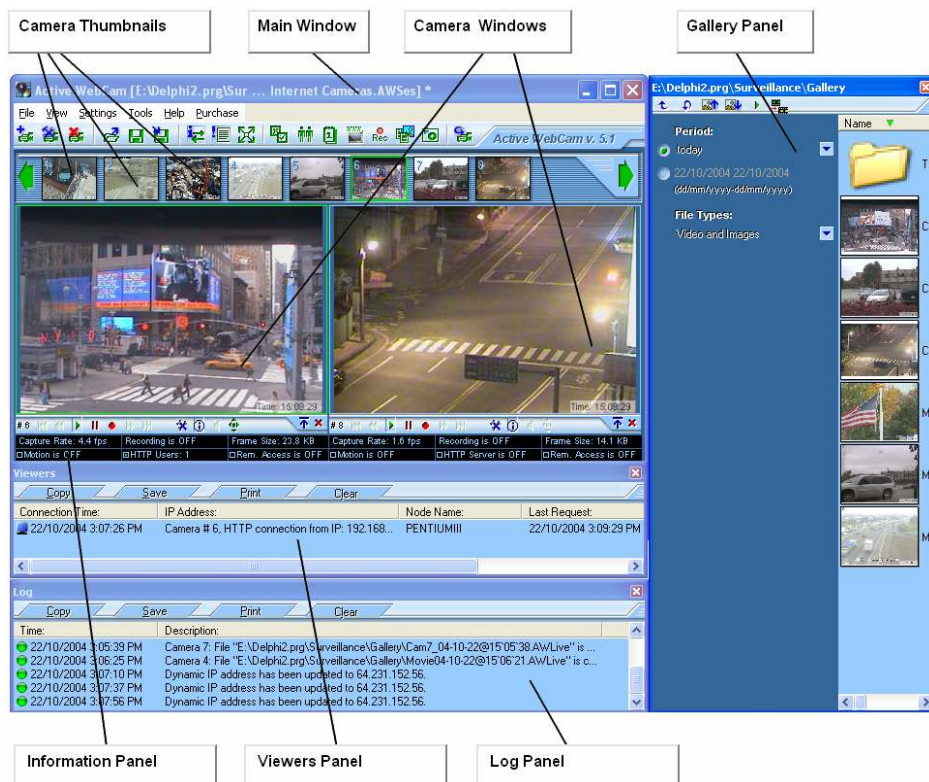 Camera Thumbnails
Main Window
Camera Windows
Gallery Panel
Active WebCam [E:\Delphi2.prg\Sur ... Internet Cameras.AWSes] *
File View Settings Tools Help Purchase
Rec
Active WebCam v. 5.1
4
6
7
8
Time: 15:09:29
Time: 15:09:29
# 6
# 8
Capture Rate: 4.4 fps Recording is OFF Frame Size: 23.8 KB
Motion is OFF HTTP Users: 1 Rem. Access is OFF
Capture Rate: 1.6 fps Recording is OFF Frame Size: 14.1 KB
Motion is OFF HTTP Server is OFF Rem. Access is OFF
Viewers
Copy Save Print Clear
Connection Time: IP Address: Node Name: Last Request:
22/10/2004 3:07:26 PM Camera # 6, HTTP connection from IP: 192.168... PENTIUMIII 22/10/2004 3:09:29 PM
Log
Copy Save Print Clear
Time: Description:
22/10/2004 3:05:39 PM Camera 7: File "E:\Delphi2.prg\Surveillance\Gallery\Cam7_04-10-22@15'05'38.AWLive" is ...
22/10/2004 3:06:25 PM Camera 4: File "E:\Delphi2.prg\Surveillance\Gallery\Movie04-10-22@15'06'21.AWLive" is c...
22/10/2004 3:07:10 PM Dynamic IP address has been updated to 64.231.152.56.
22/10/2004 3:07:37 PM Dynamic IP address has been updated to 64.231.152.56.
22/10/2004 3:07:56 PM Dynamic IP address has been updated to 64.231.152.56.
E:\Delphi2.prg\Surveillance\Gallery
Period:
today
22/10/2004 22/10/2004
(dd/mm/yyyy-dd/mm/yyyy)
File Types:
Video and Images
Name
T
C
C
C
M
M
M
Information Panel
Viewers Panel
Log Panel